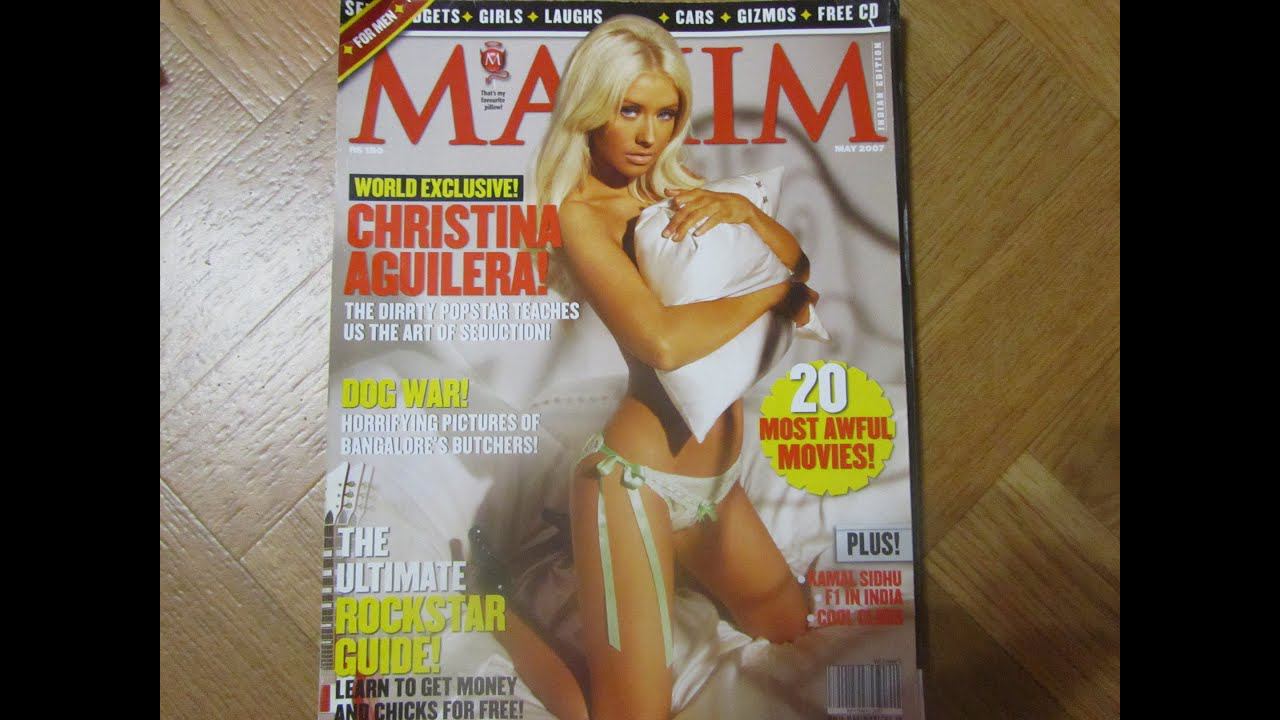 GIRLS ✦ LAUGHS ✦ CARS ✦ GIZMOS ✦ FREE CD
FOR MEN
MAXIM
INDIAN EDITION
That's my
favourite
pillow!
RS 150
MAY 2007
WORLD EXCLUSIVE!
CHRISTINA
AGUILERA!
THE DIRRTY POPSTAR TEACHES
US THE ART OF SEDUCTION!
DOG WAR!
HORRIFYING PICTURES OF
BANGALORE'S BUTCHERS!
20
MOST AWFUL
MOVIES!
THE
ULTIMATE
ROCKSTAR
GUIDE!
LEARN TO GET MONEY
AND CHICKS FOR FREE!
PLUS!
• KAMAL SIDHU
• F1 IN INDIA
• COOL